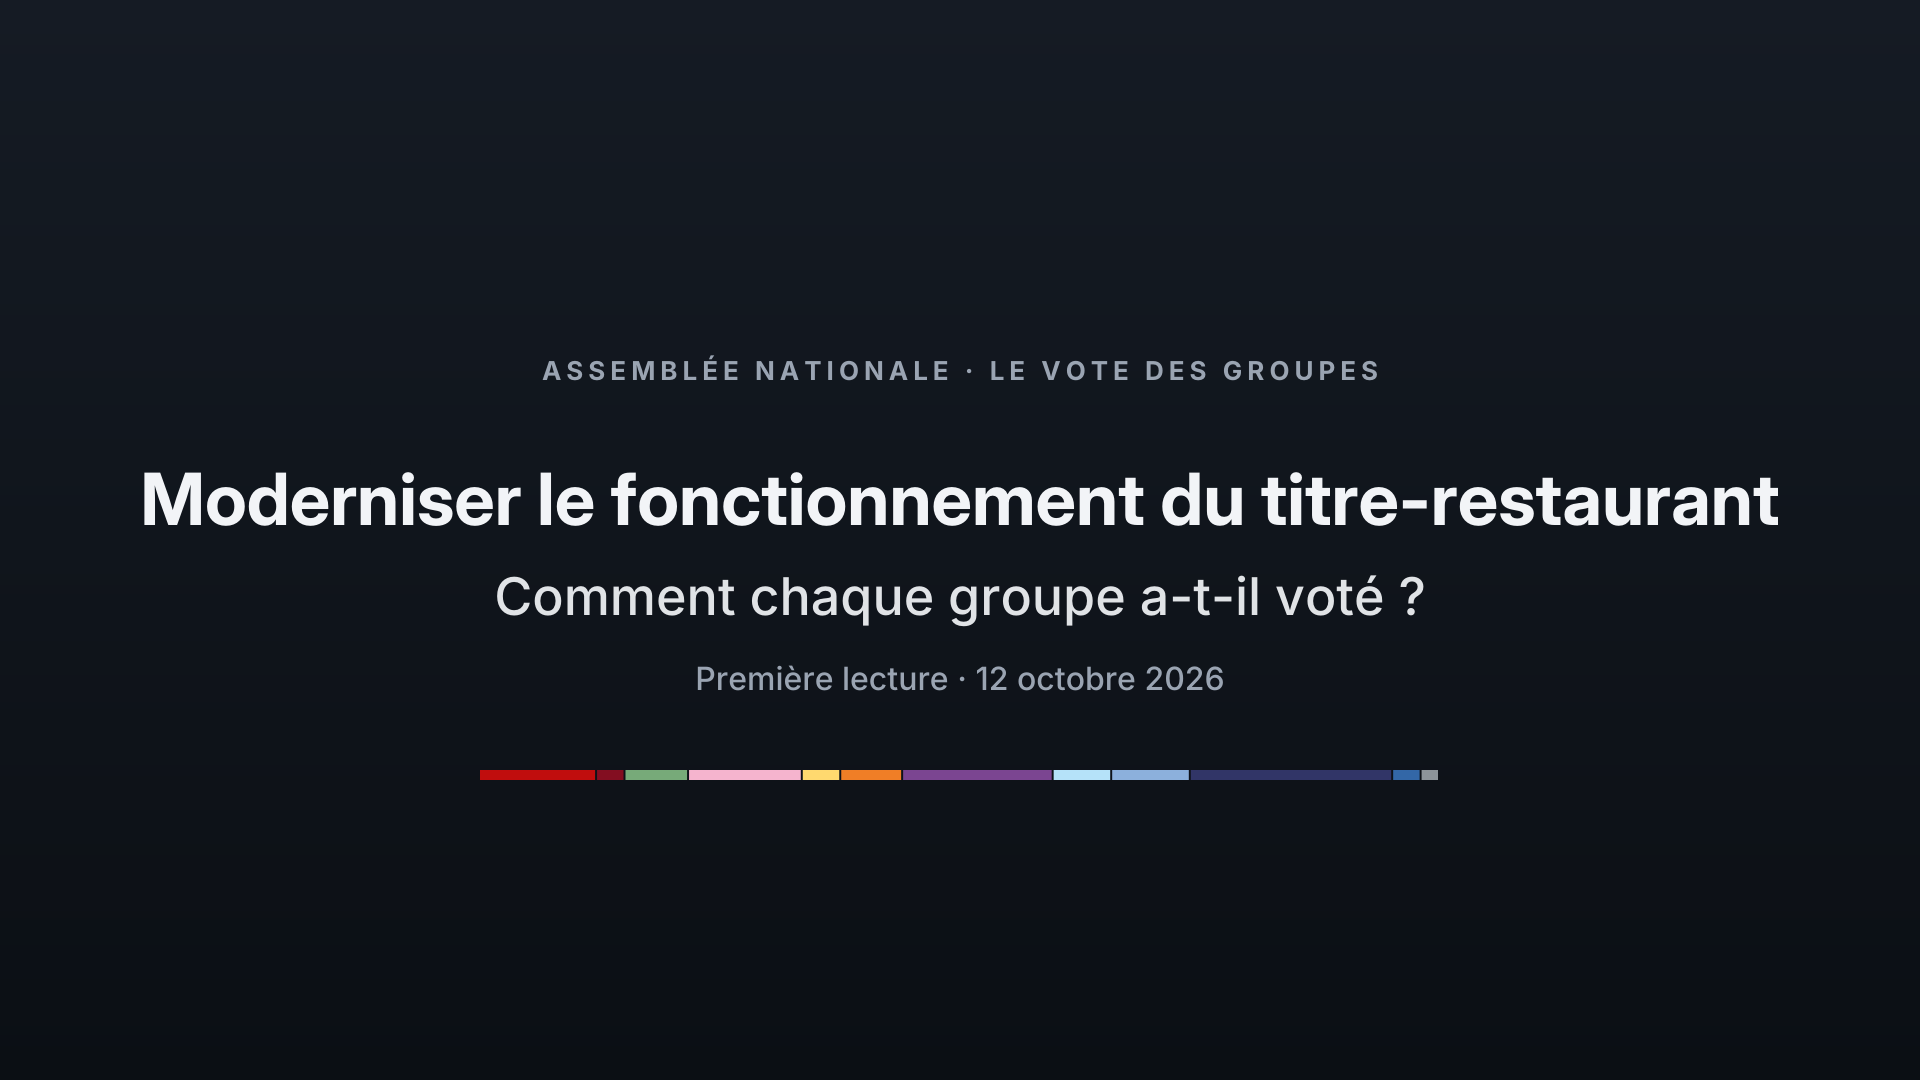 ASSEMBLÉE NATIONALE · LE VOTE DES GROUPES
Moderniser le fonctionnement du titre-restaurant
Comment chaque groupe a-t-il voté ?
Première lecture · 12 octobre 2026